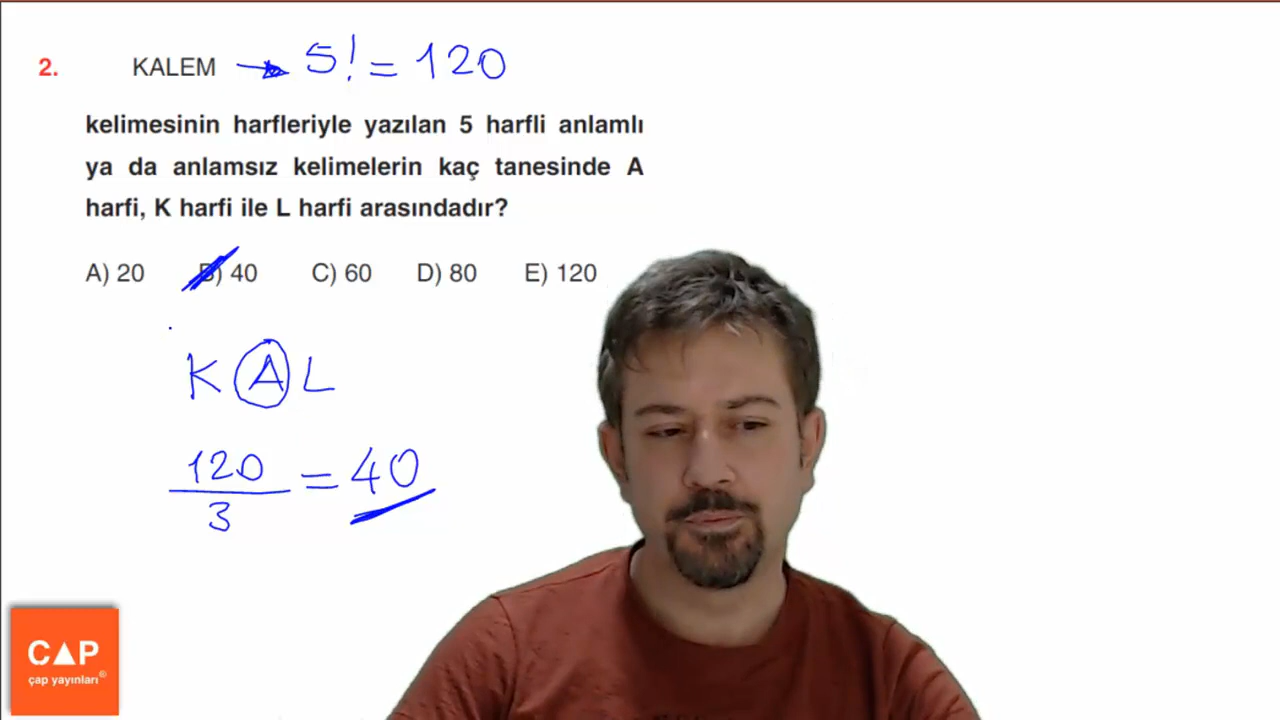 2. KALEM → 5! = 120
kelimesinin harfleriyle yazılan 5 harfli anlamlı
ya da anlamsız kelimelerin kaç tanesinde A
harfi, K harfi ile L harfi arasındadır?
A) 20 B) 40 C) 60 D) 80 E) 120
K A L
120
/3 = 40
CAP
çap yayınları®